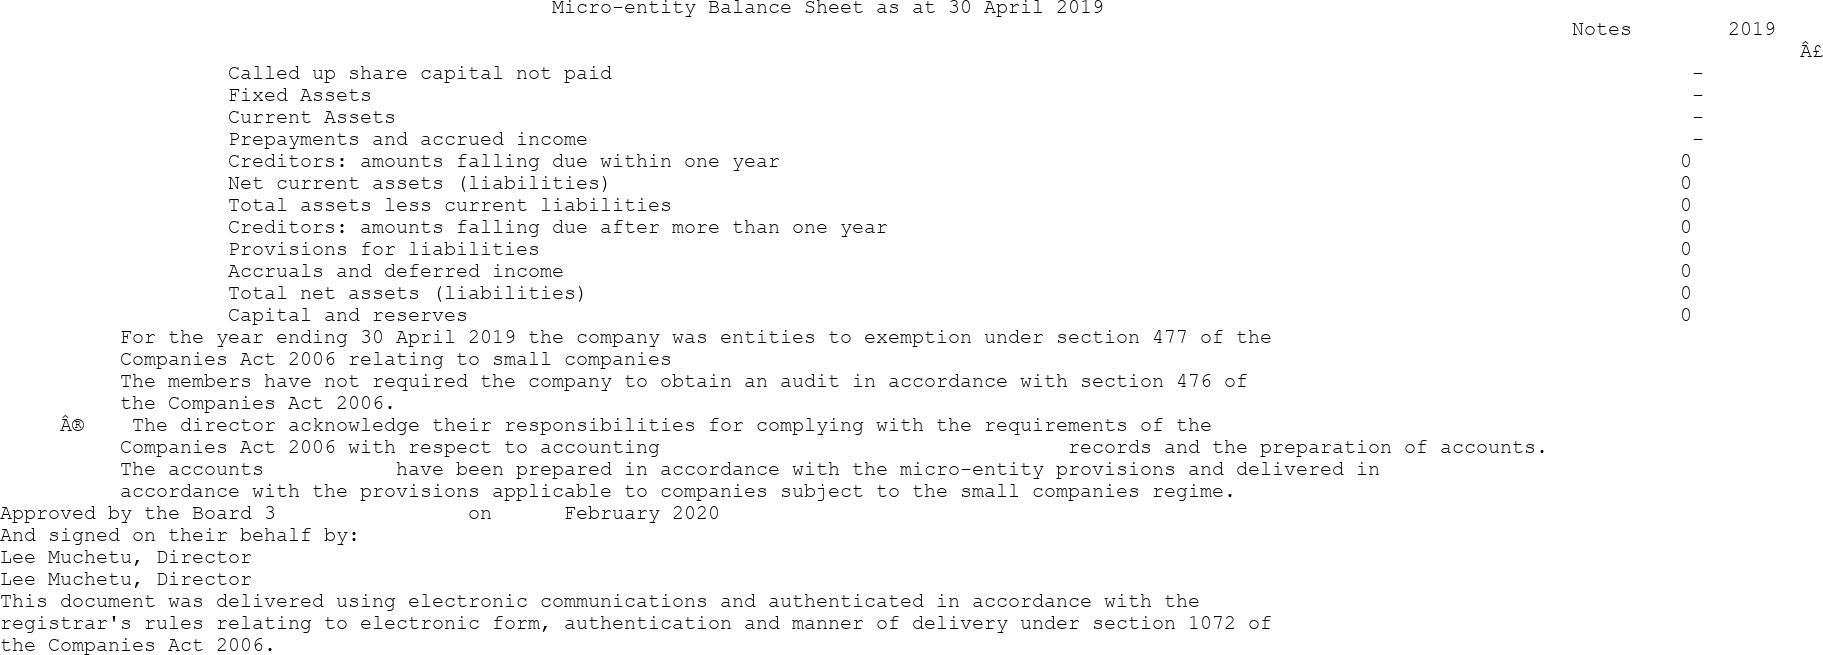 Micro-entity Balance Sheet as at 30 April 2019
Notes 2019
Â£
Called up share capital not paid -
Fixed Assets -
Current Assets -
Prepayments and accrued income -
Creditors: amounts falling due within one year 0
Net current assets (liabilities) 0
Total assets less current liabilities 0
Creditors: amounts falling due after more than one year 0
Provisions for liabilities 0
Accruals and deferred income 0
Total net assets (liabilities) 0
Capital and reserves 0
For the year ending 30 April 2019 the company was entities to exemption under section 477 of the
Companies Act 2006 relating to small companies
The members have not required the company to obtain an audit in accordance with section 476 of
the Companies Act 2006.
Â® The director acknowledge their responsibilities for complying with the requirements of the
Companies Act 2006 with respect to accounting records and the preparation of accounts.
The accounts have been prepared in accordance with the micro-entity provisions and delivered in
accordance with the provisions applicable to companies subject to the small companies regime.
Approved by the Board 3 on February 2020
And signed on their behalf by:
Lee Muchetu, Director
Lee Muchetu, Director
This document was delivered using electronic communications and authenticated in accordance with the
registrar's rules relating to electronic form, authentication and manner of delivery under section 1072 of
the Companies Act 2006.